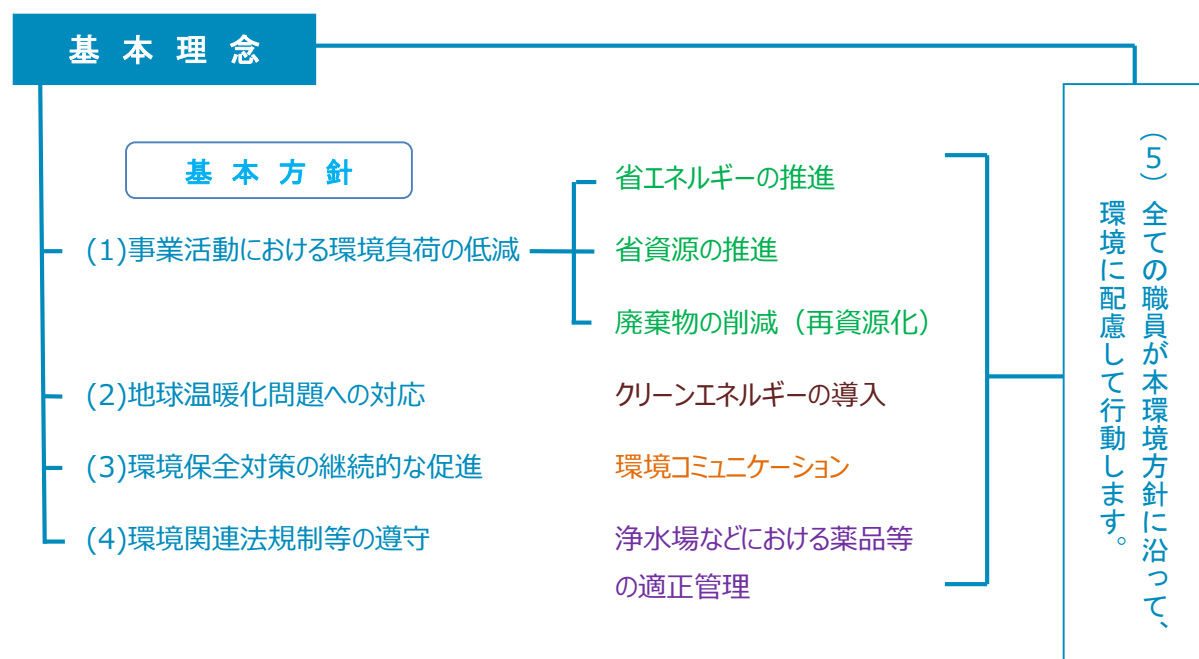 基本理念
基本方針
(1)事業活動における環境負荷の低減
省エネルギーの推進
省資源の推進
廃棄物の削減（再資源化）
(2)地球温暖化問題への対応
クリーンエネルギーの導入
(3)環境保全対策の継続的な促進
環境コミュニケーション
(4)環境関連法規制等の遵守
浄水場などにおける薬品等
の適正管理
（5）全ての職員が本環境方針に沿って、
環境に配慮して行動します。